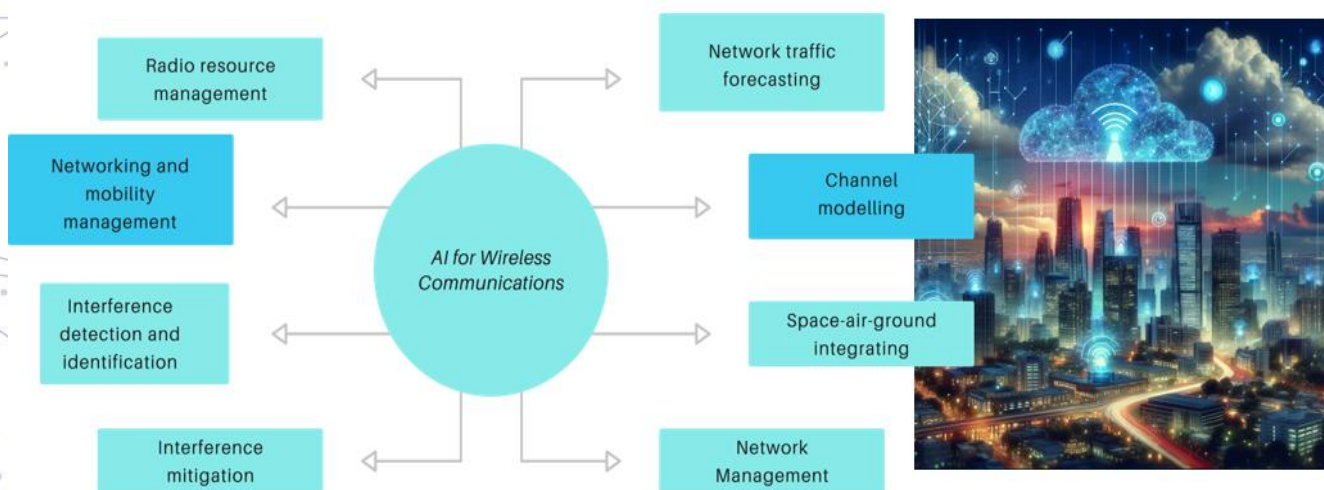 Radio resource
management
Networking and
mobility
management
Interference
detection and
identification
Interference
mitigation
AI for Wireless
Communications
Network traffic
forecasting
Channel
modelling
Space-air-ground
integrating
Network
Management